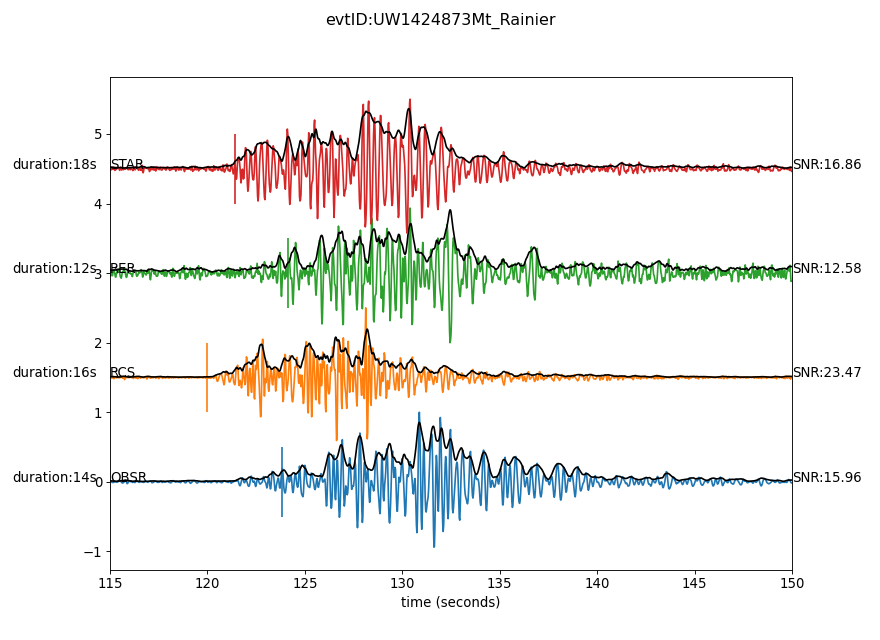 evtID:UW1424873Mt_Rainier
5
duration:18s STAR SNR:16.86
4
duration:12s 3 RER SNR:12.58
2
duration:16s RCS SNR:23.47
1
duration:14s 0 OBSR SNR:15.96
−1
115 120 125 130 135 140 145 150
time (seconds)